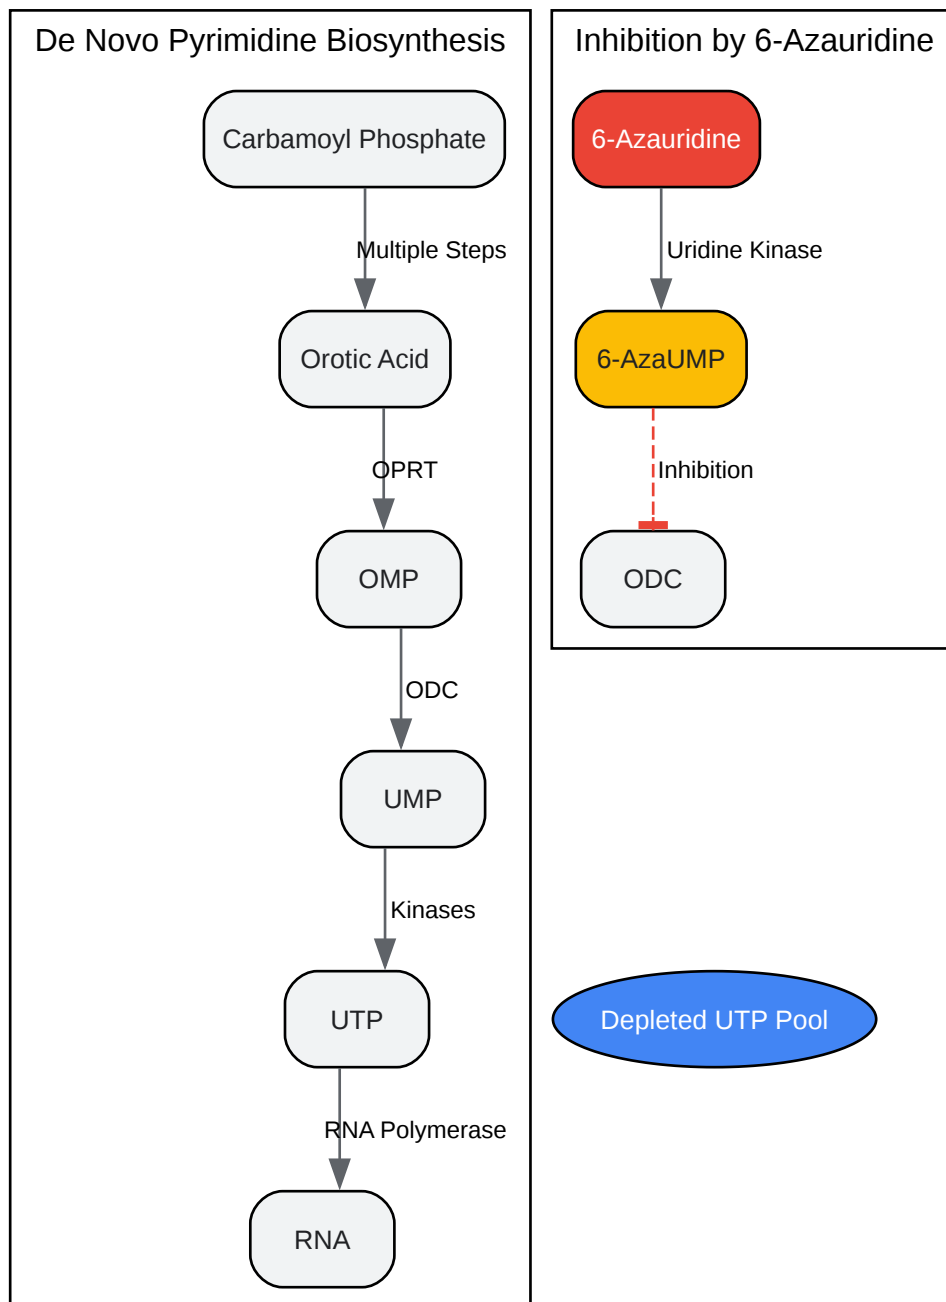 De Novo Pyrimidine Biosynthesis
Carbamoyl Phosphate
Multiple Steps
Orotic Acid
OPRT
OMP
ODC
UMP
Kinases
UTP
RNA Polymerase
RNA
Inhibition by 6-Azauridine
6-Azauridine
Uridine Kinase
6-AzaUMP
Inhibition
ODC
Depleted UTP Pool